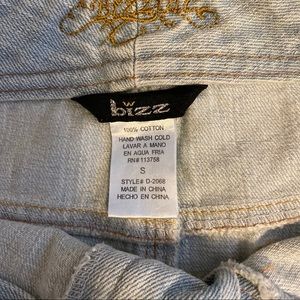 bizz
100% COTTON
HAND WASH COLD
LAVAR A MANO
EN AGUA FRIA
RN#113758
S
STYLE# D-2068
MADE IN CHINA
HECHO EN CHINA